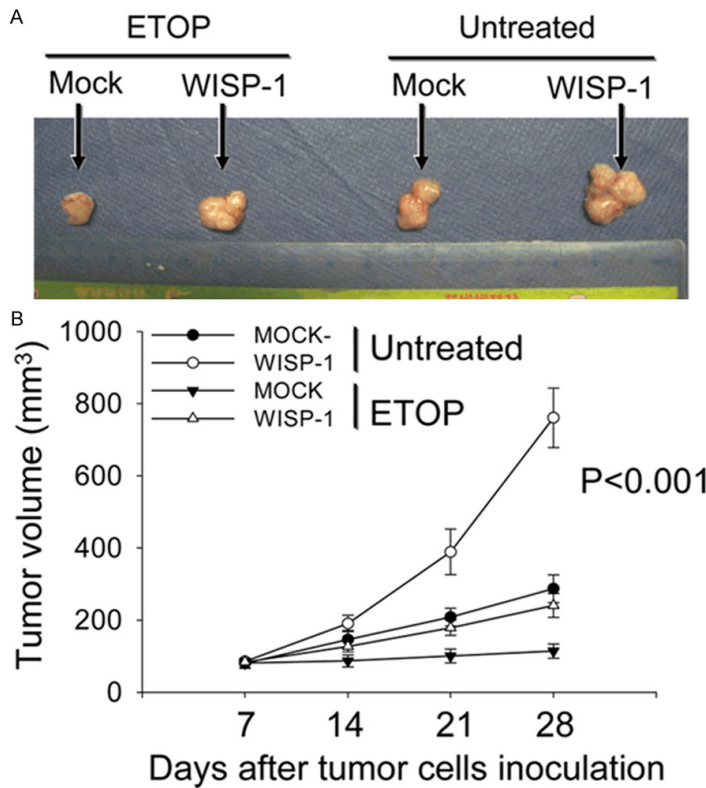 A
ETOP
Untreated
Mock
WISP-1
Mock
WISP-1
B
1000
800
600
400
200
0
Tumor volume (mm³)
MOCK-
WISP-1
Untreated
MOCK
WISP-1
ETOP
P<0.001
7
14
21
28
Days after tumor cells inoculation